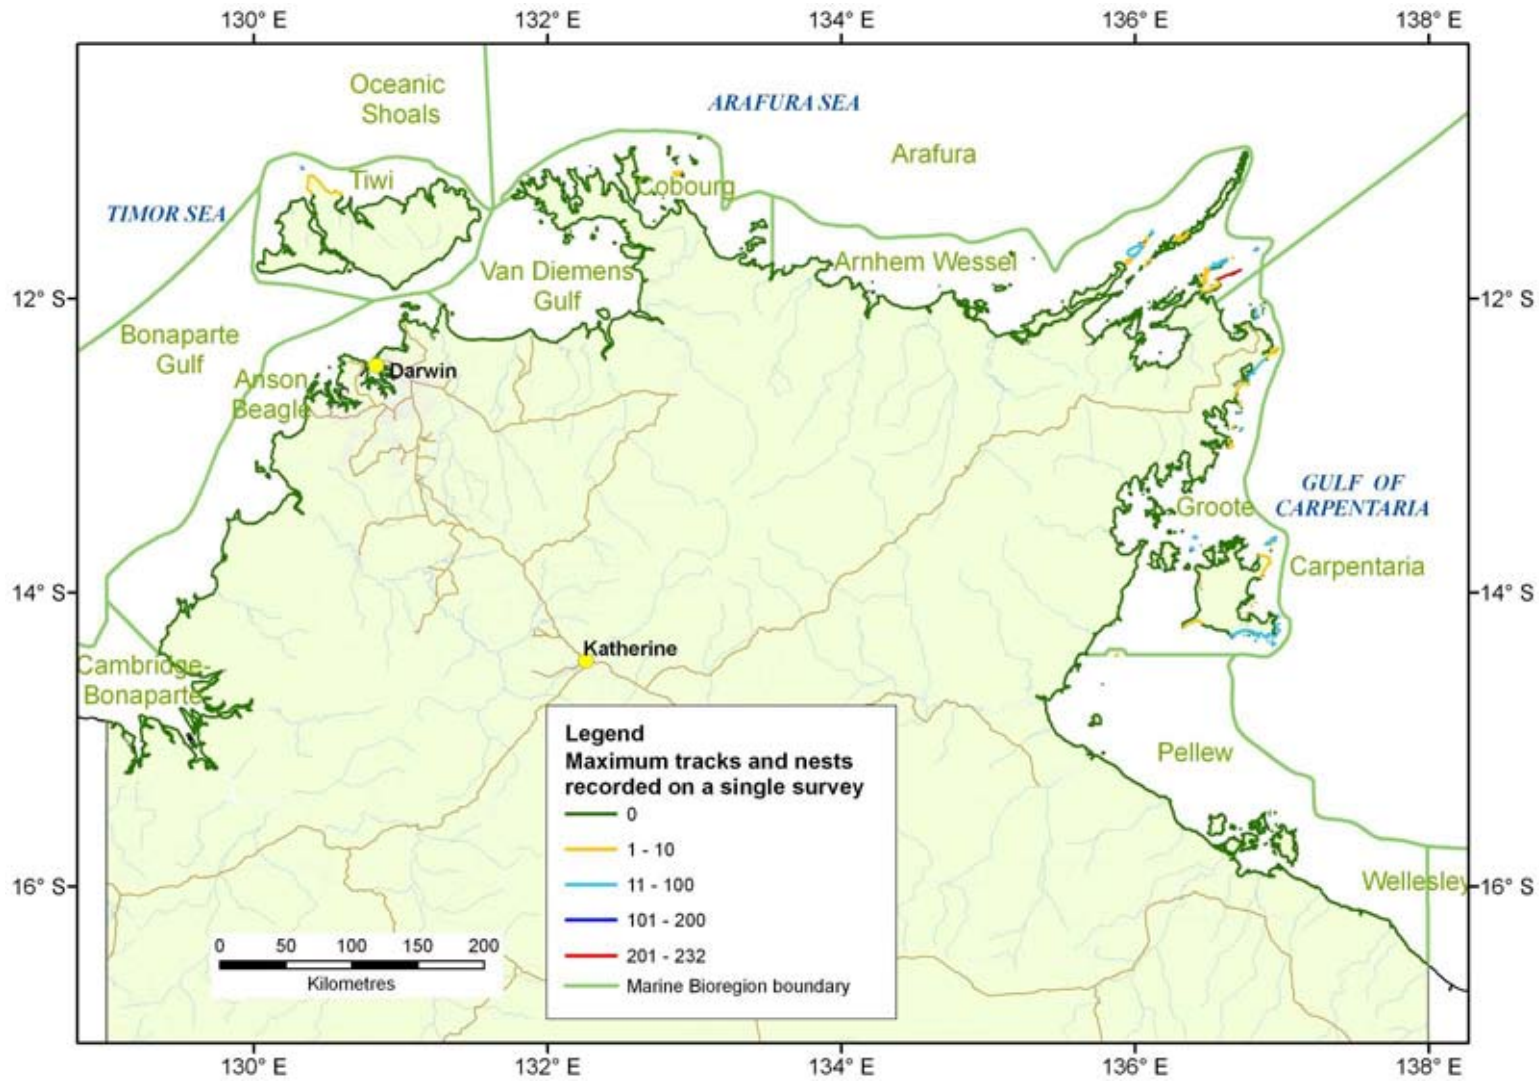 130° E
132° E
134° E
136° E
138° E
Oceanic
Shoals
ARAFURA SEA
Arafura
Tiwi
Cobourg
TIMOR SEA
Van Diemens
Gulf
Arnhem Wessel
12° S
12° S
Bonaparte
Gulf
Anson
Beagle
Darwin
GULF OF
CARPENTARIA
Groote
Carpentaria
14° S
14° S
Katherine
Cambridge-
Bonaparte
Pellew
Legend
Maximum tracks and nests
recorded on a single survey
0
1 - 10
11 - 100
101 - 200
201 - 232
Marine Bioregion boundary
16° S
Wellesley
16° S
0 50 100 150 200
Kilometres
130° E
132° E
134° E
136° E
138° E